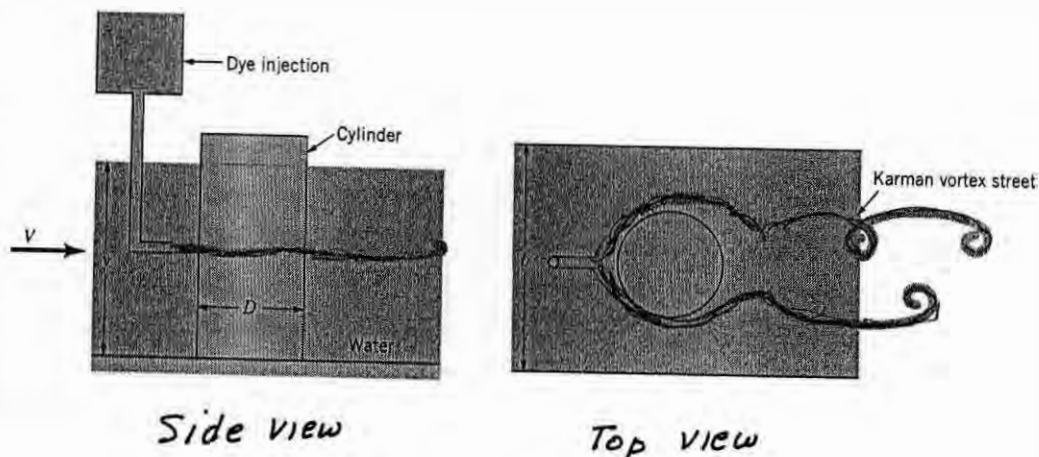 Dye injection
Cylinder
Karman vortex street
V
D
Water
Side view
Top view